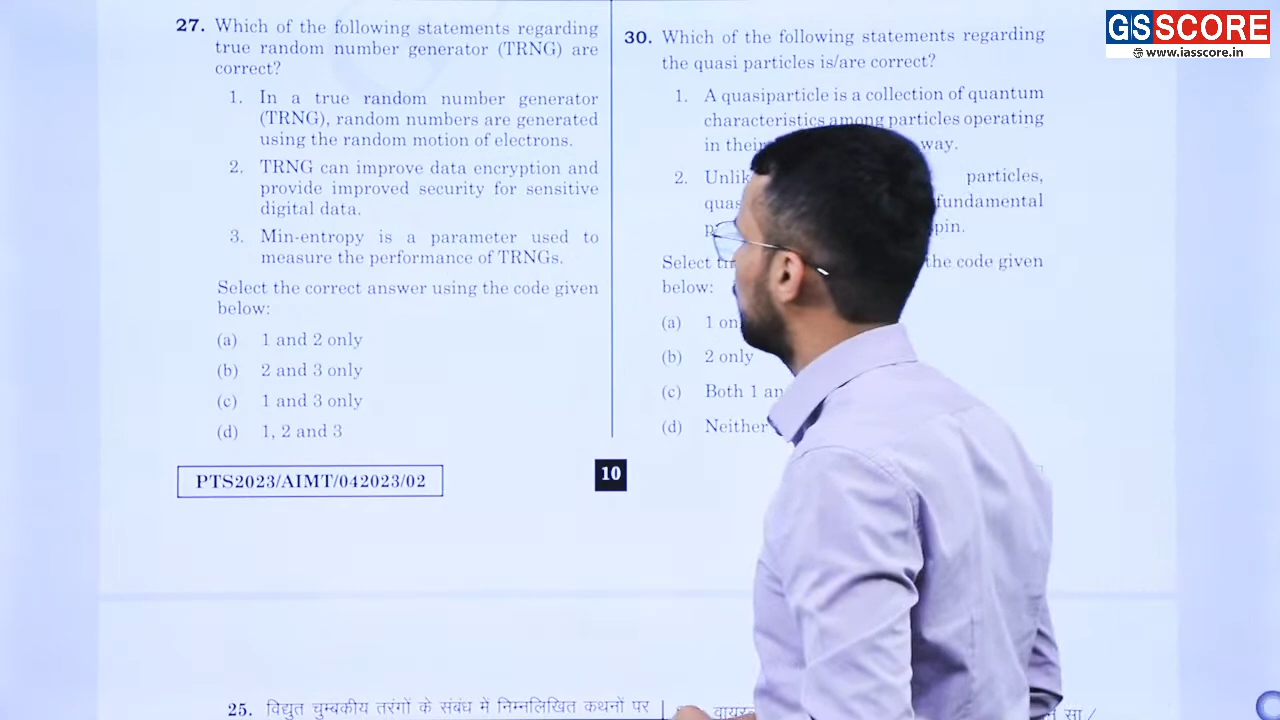 27. Which of the following statements regarding
true random number generator (TRNG) are
correct?
1. In a true random number generator
(TRNG), random numbers are generated
using the random motion of electrons.
2. TRNG can improve data encryption and
provide improved security for sensitive
digital data.
3. Min-entropy is a parameter used to
measure the performance of TRNGs.
Select the correct answer using the code given
below:
(a) 1 and 2 only
(b) 2 and 3 only
(c) 1 and 3 only
(d) 1, 2 and 3
PTS2023/AIMT/042023/02
10
30. Which of the following statements regarding
the quasi particles is/are correct?
1. A quasiparticle is a collection of quantum
characteristics among particles operating
in their way.
2. particles,
fundamental
Select the code given
below:
(a) 1
(b) 2 only
(c) Both 1
(d) Neither
25. विद्युत चुम्बकीय तरंगों के संबंध में निम्नलिखित कथनों पर
GSSCORE
www.iasscore.in